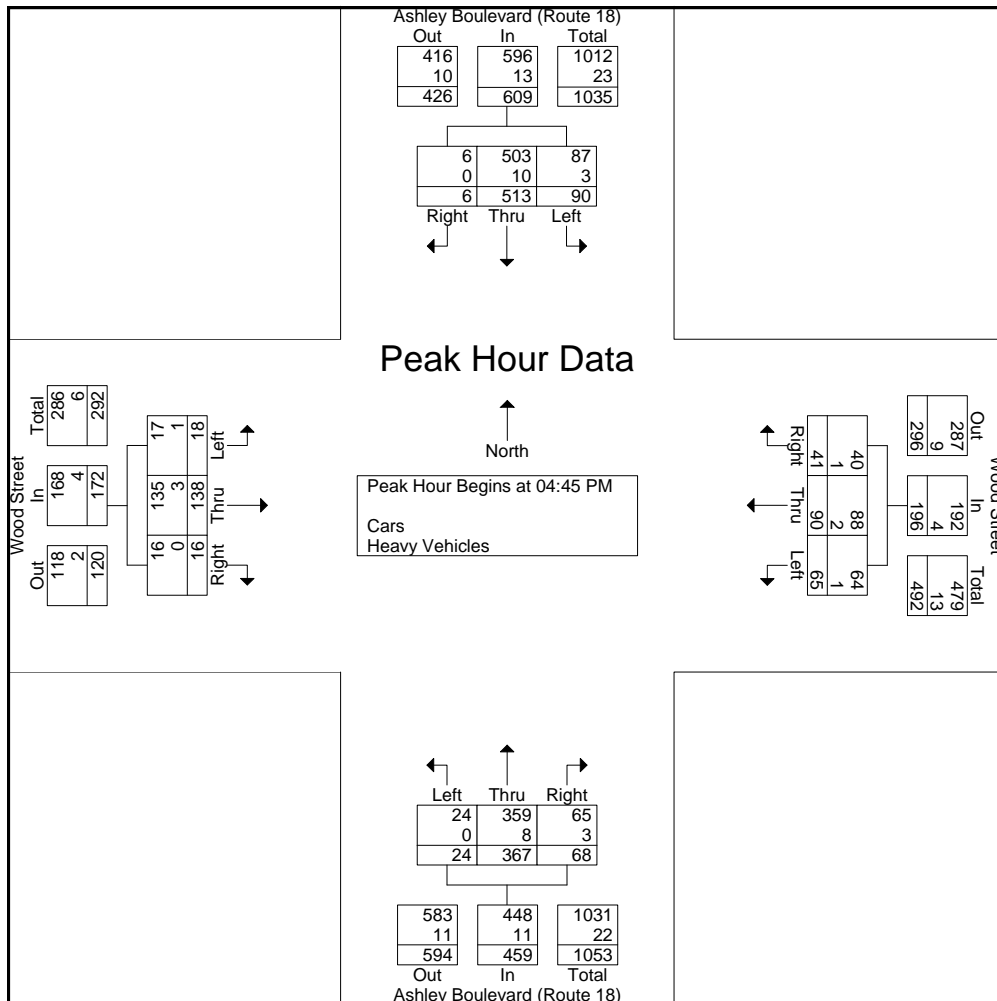 Ashley Boulevard (Route 18)
Out In Total
416 596 1012
10 13 23
426 609 1035
6 503 87
0 10 3
6 513 90
Right Thru Left
Peak Hour Data
North
Peak Hour Begins at 04:45 PM
Cars
Heavy Vehicles
Wood Street
Out In Total
118 168 286
2 4 6
120 172 292
Right Thru Left
16 135 17
0 3 1
16 138 18
Wood Street
Out In Total
287 192 479
9 4 13
296 196 492
Right Thru Left
40 88 64
1 2 1
41 90 65
Left Thru Right
24 359 65
0 8 3
24 367 68
583 448 1031
11 11 22
594 459 1053
Out In Total
Ashley Boulevard (Route 18)